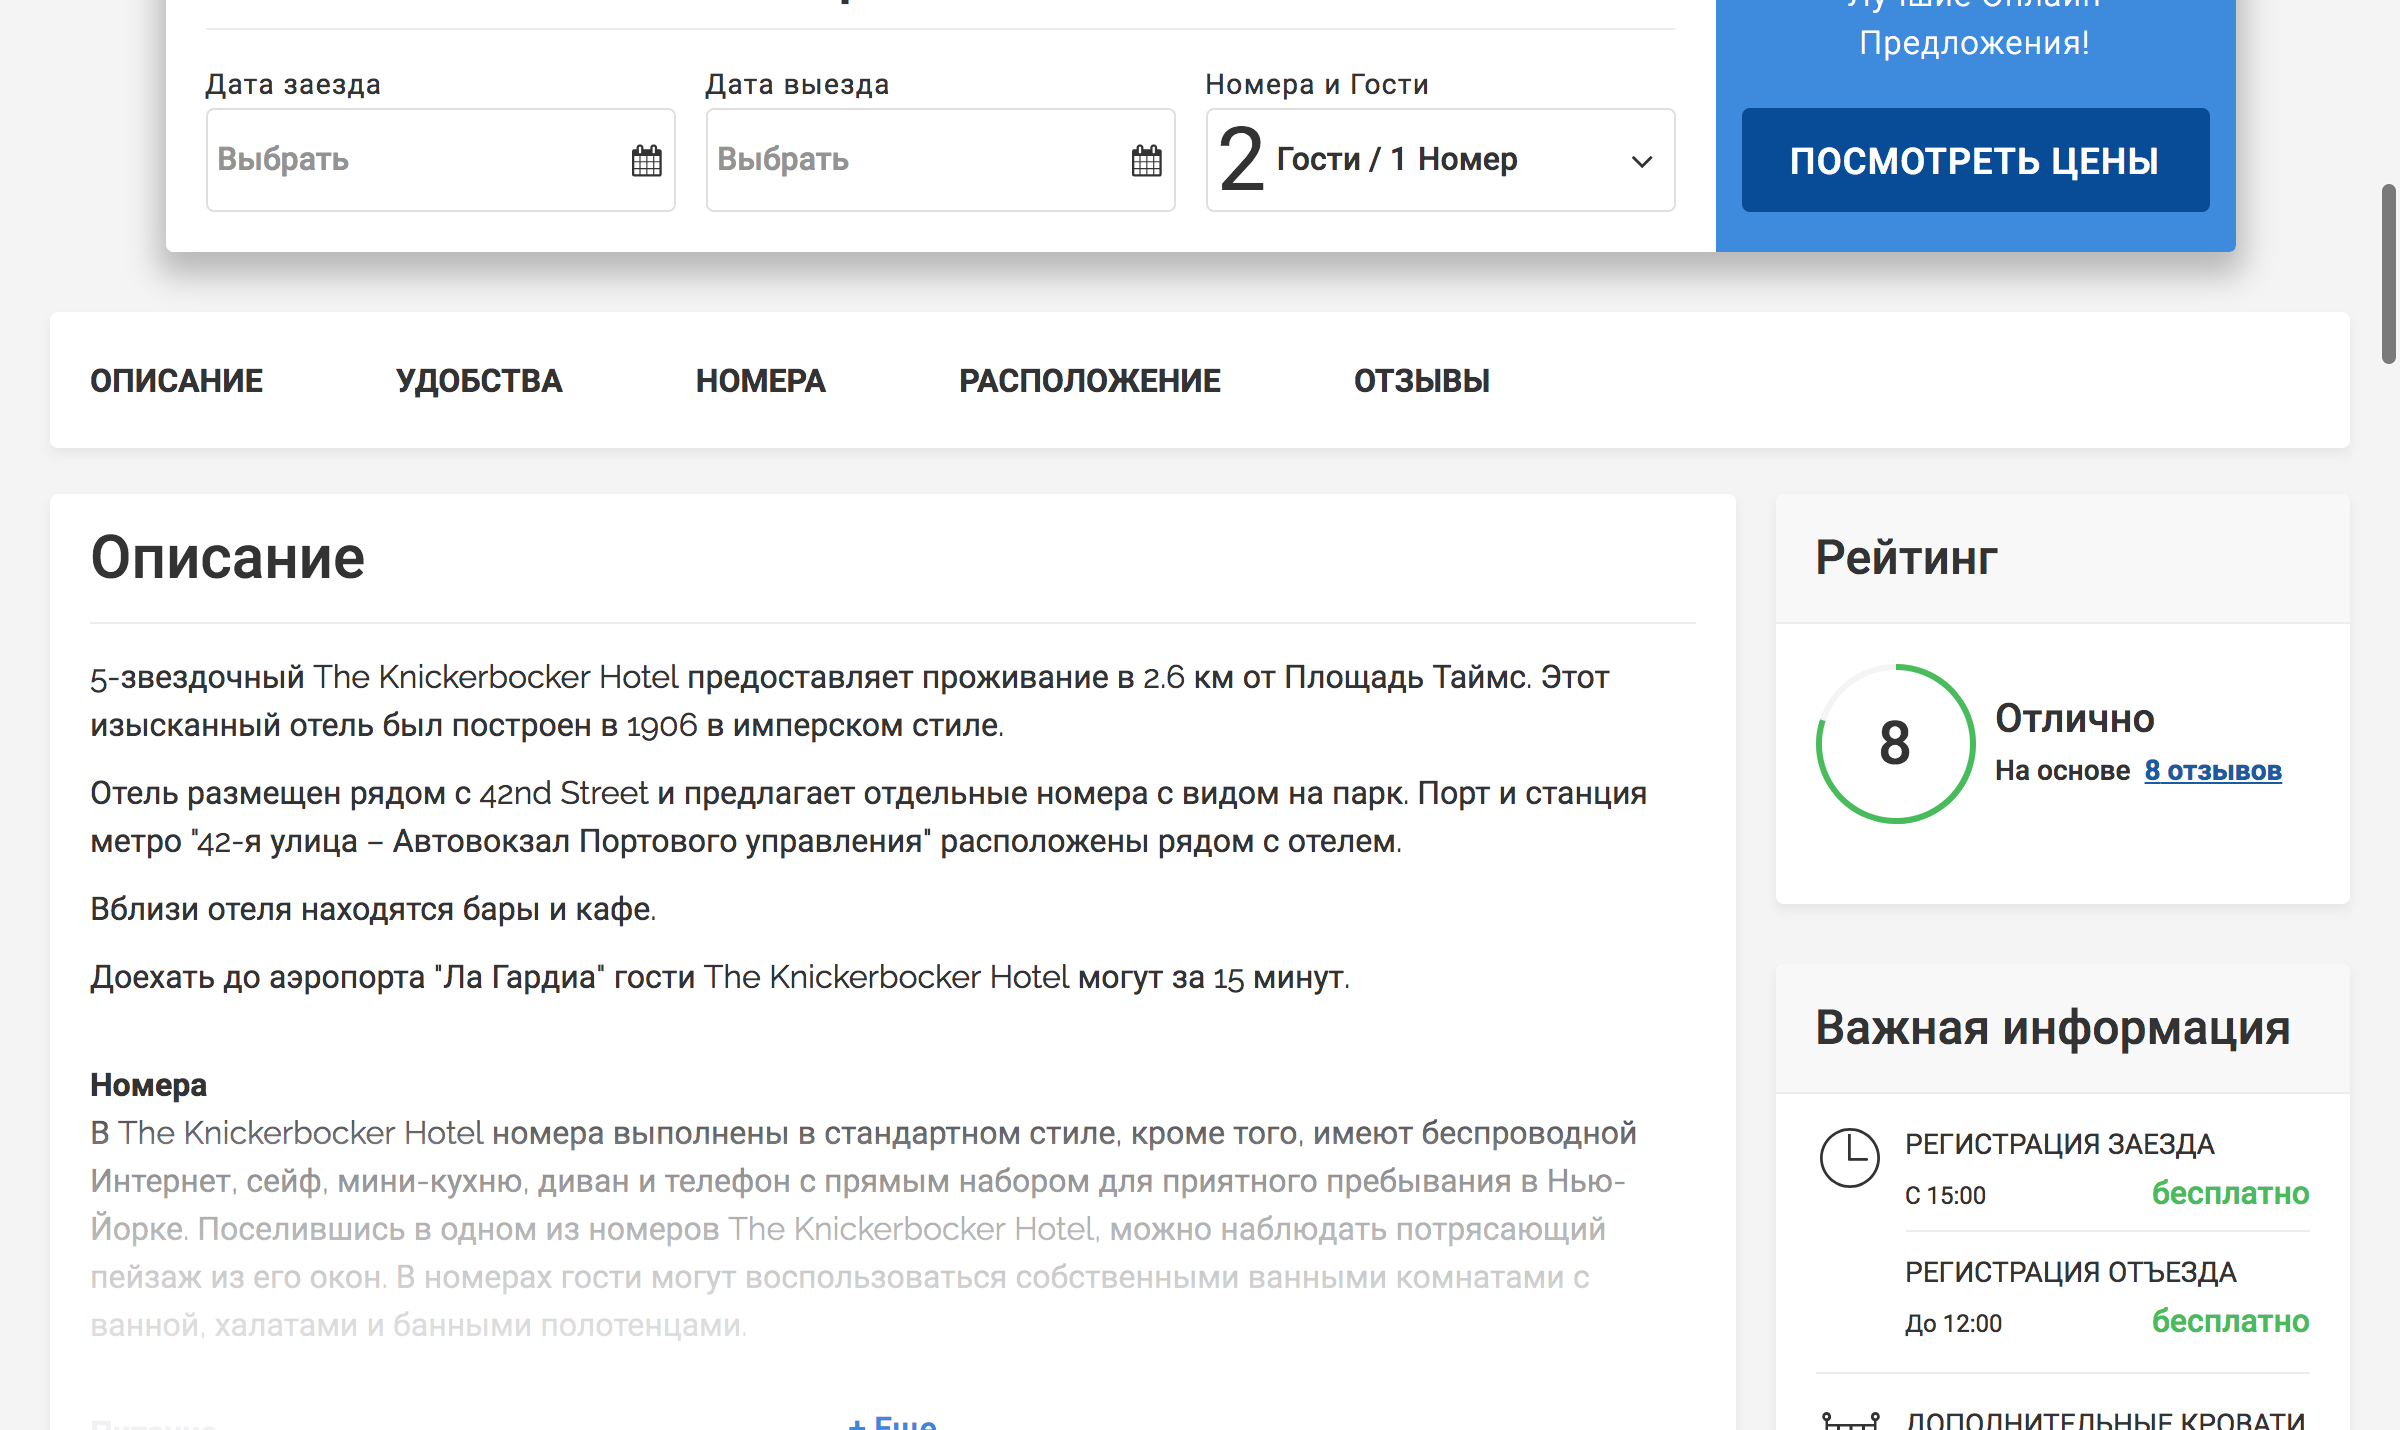 Предложения!
Дата заезда
Дата выезда
Номера и Гости
Выбрать
Выбрать
2 Гости / 1 Номер
ПОСМОТРЕТЬ ЦЕНЫ
ОПИСАНИЕ
УДОБСТВА
НОМЕРА
РАСПОЛОЖЕНИЕ
ОТЗЫВЫ
Описание
5-звездочный The Knickerbocker Hotel предоставляет проживание в 2.6 км от Площадь Таймс. Этот
изысканный отель был построен в 1906 в имперском стиле.
Отель размещен рядом с 42nd Street и предлагает отдельные номера с видом на парк. Порт и станция
метро "42-я улица – Автовокзал Портового управления" расположены рядом с отелем.
Вблизи отеля находятся бары и кафе.
Доехать до аэропорта "Ла Гардиа" гости The Knickerbocker Hotel могут за 15 минут.
Номера
В The Knickerbocker Hotel номера выполнены в стандартном стиле, кроме того, имеют беспроводной
Интернет, сейф, мини-кухню, диван и телефон с прямым набором для приятного пребывания в Нью-
Йорке. Поселившись в одном из номеров The Knickerbocker Hotel, можно наблюдать потрясающий
пейзаж из его окон. В номерах гости могут воспользоваться собственными ванными комнатами с
ванной, халатами и банными полотенцами.
+ Еще
Рейтинг
8
Отлично
На основе 8 отзывов
Важная информация
РЕГИСТРАЦИЯ ЗАЕЗДА
С 15:00 бесплатно
РЕГИСТРАЦИЯ ОТЪЕЗДА
До 12:00 бесплатно
ДОПОЛНИТЕЛЬНЫЕ КРОВАТИ